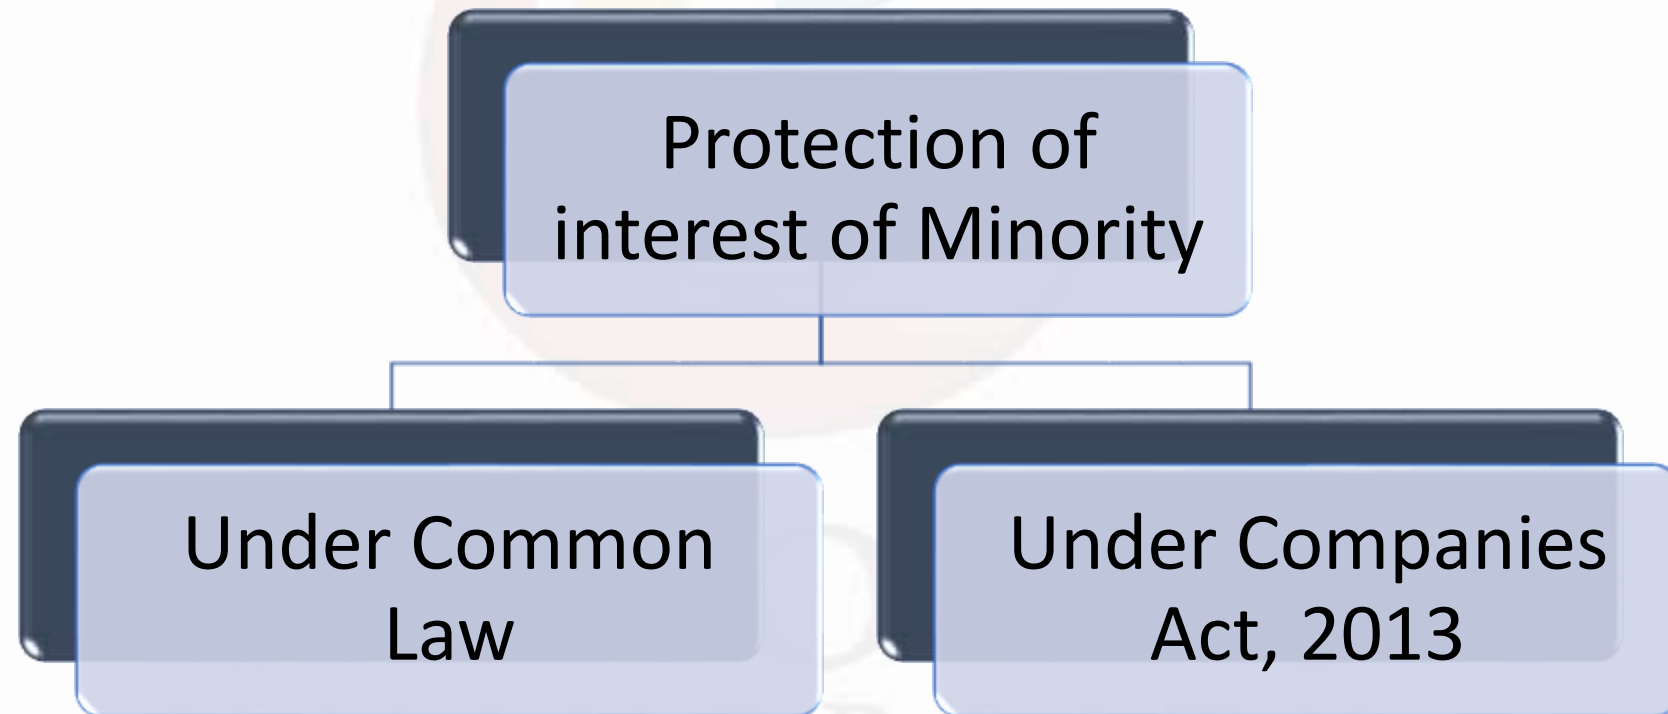 Protection of
interest of Minority
Under Common
Law
Under Companies
Act, 2013